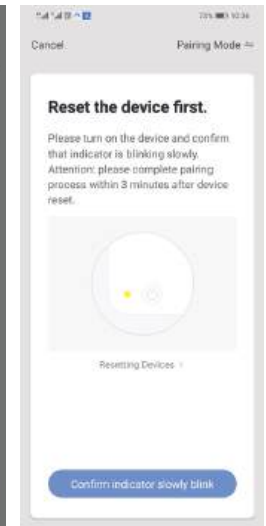 Cancel
Pairing Mode
Reset the device first.
Please turn on the device and confirm
that indicator is blinking slowly.
Attention: please complete pairing
process within 3 minutes after device
reset.
Resetting Devices
Confirm indicator slowly blink